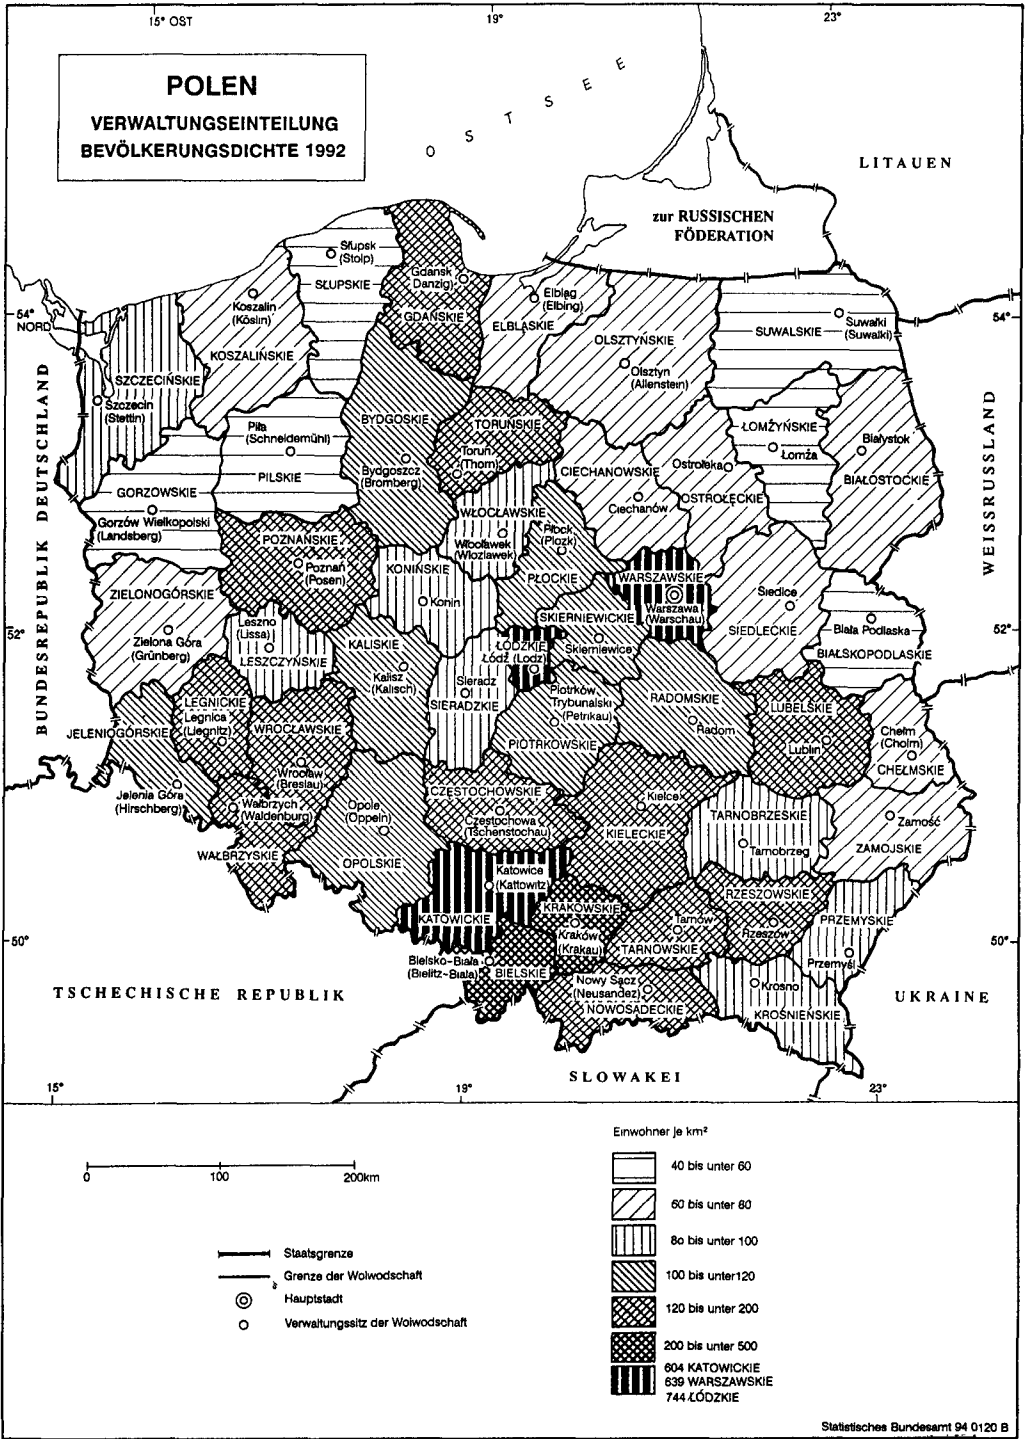 15° OST
19°
23°
POLEN
VERWALTUNGSEINTEILUNG
BEVÖLKERUNGSDICHTE 1992
OSTSEE
LITAUEN
zur RUSSISCHEN
FÖDERATION
Słupsk
(Stolp)
SŁUPSKIE
Gdańsk
Danzig)
GDAŃSKIE
Elbląg
(Elbing)
ELBLĄSKIE
Koszalin
(Köslin)
KOSZALIŃSKIE
54°
NORD
54°
SUWALSKIE
Suwałki
(Suwalki)
OLSZTYŃSKIE
Olsztyn
(Allenstein)
SZCZECIŃSKIE
Szczecin
(Stettin)
BUNDESREPUBLIK DEUTSCHLAND
WEISSRUSSLAND
BYDGOSKIE
Bydgoszcz
(Bromberg)
TORUŃSKIE
Toruń
(Thorn)
Piła
(Schneidemühl)
PILSKIE
ŁOMŻYŃSKIE
Łomża
Białystok
BIAŁOSTOCKIE
CIECHANOWSKIE
Ciechanów
Ostrołęka
OSTROŁĘCKIE
GORZOWSKIE
Gorzów Wielkopolski
(Landsberg)
WŁOCŁAWSKIE
Włocławek
(Wlozlawek)
Płock
(Plozk)
PŁOCKIE
POZNAŃSKIE
Poznań
(Posen)
KONIŃSKIE
Konin
WARSZAWSKIE
Warszawa
(Warschau)
Siedlce
SIEDLECKIE
ZIELONOGÓRSKIE
Zielona Góra
(Grünberg)
SKIERNIEWICKIE
Skierniewice
52°
52°
Biała Podlaska
BIALSKOPODLASKIE
Leszno
(Lissa)
LESZCZYŃSKIE
KALISKIE
Kalisz
(Kalisch)
ŁÓDZKIE
Łódź (Lodz)
Sieradz
SIERADZKIE
Piotrków
Trybunalski
(Petrikau)
PIOTRKOWSKIE
RADOMSKIE
Radom
LUBELSKIE
Lublin
Chełm
(Cholm)
CHEŁMSKIE
LEGNICKIE
Legnica
(Liegnitz)
JELENIOGÓRSKIE
Jelenia Góra
(Hirschberg)
WROCŁAWSKIE
Wrocław
(Breslau)
Wałbrzych
(Waldenburg)
WAŁBRZYSKIE
Opole
(Oppeln)
OPOLSKIE
CZĘSTOCHOWSKIE
Częstochowa
(Tschenstochau)
Kielce
KIELECKIE
TARNOBRZESKIE
Tarnobrzeg
Zamość
ZAMOJSKIE
Katowice
(Kattowitz)
KATOWICKIE
KRAKOWSKIE
Kraków
(Krakau)
Tarnów
TARNOWSKIE
RZESZOWSKIE
Rzeszów
PRZEMYSKIE
Przemyśl
50°
50°
Bielsko-Biała
(Bielitz-Biala)
BIELSKIE
Nowy Sącz
(Neusandez)
NOWOSĄDECKIE
Krosno
KROŚNIEŃSKIE
TSCHECHISCHE REPUBLIK
UKRAINE
SLOWAKEI
15°
19°
23°
Einwohner je km²
40 bis unter 60
60 bis unter 80
80 bis unter 100
100 bis unter120
120 bis unter 200
200 bis unter 500
604 KATOWICKIE
639 WARSZAWSKIE
744 ŁÓDZKIE
0 100 200km
Staatsgrenze
Grenze der Woiwodschaft
Hauptstadt
Verwaltungssitz der Woiwodschaft
Statistisches Bundesamt 94 0120 B